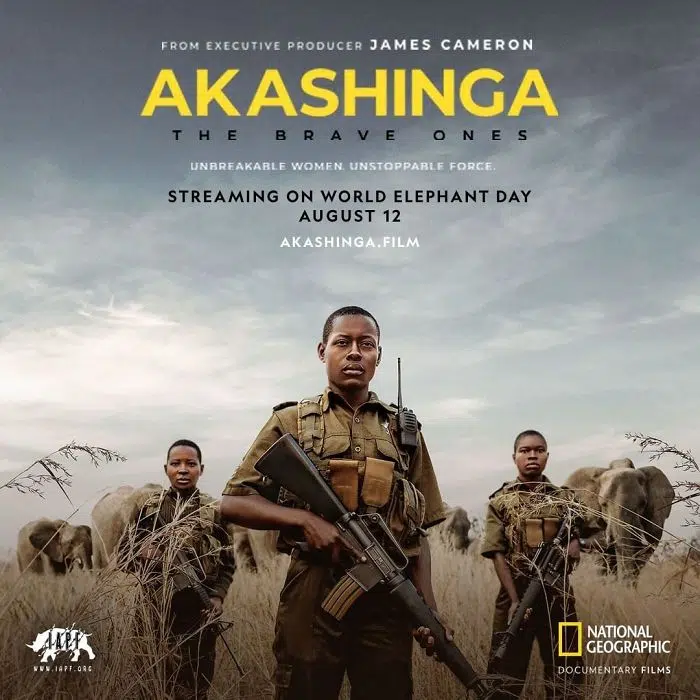 FROM EXECUTIVE PRODUCER JAMES CAMERON
AKASHINGA
THE BRAVE ONES
UNBREAKABLE WOMEN. UNSTOPPABLE FORCE.
STREAMING ON WORLD ELEPHANT DAY
AUGUST 12
AKASHINGA.FILM
IAPF
WWW.IAPF.ORG
NATIONAL
GEOGRAPHIC
DOCUMENTARY FILMS